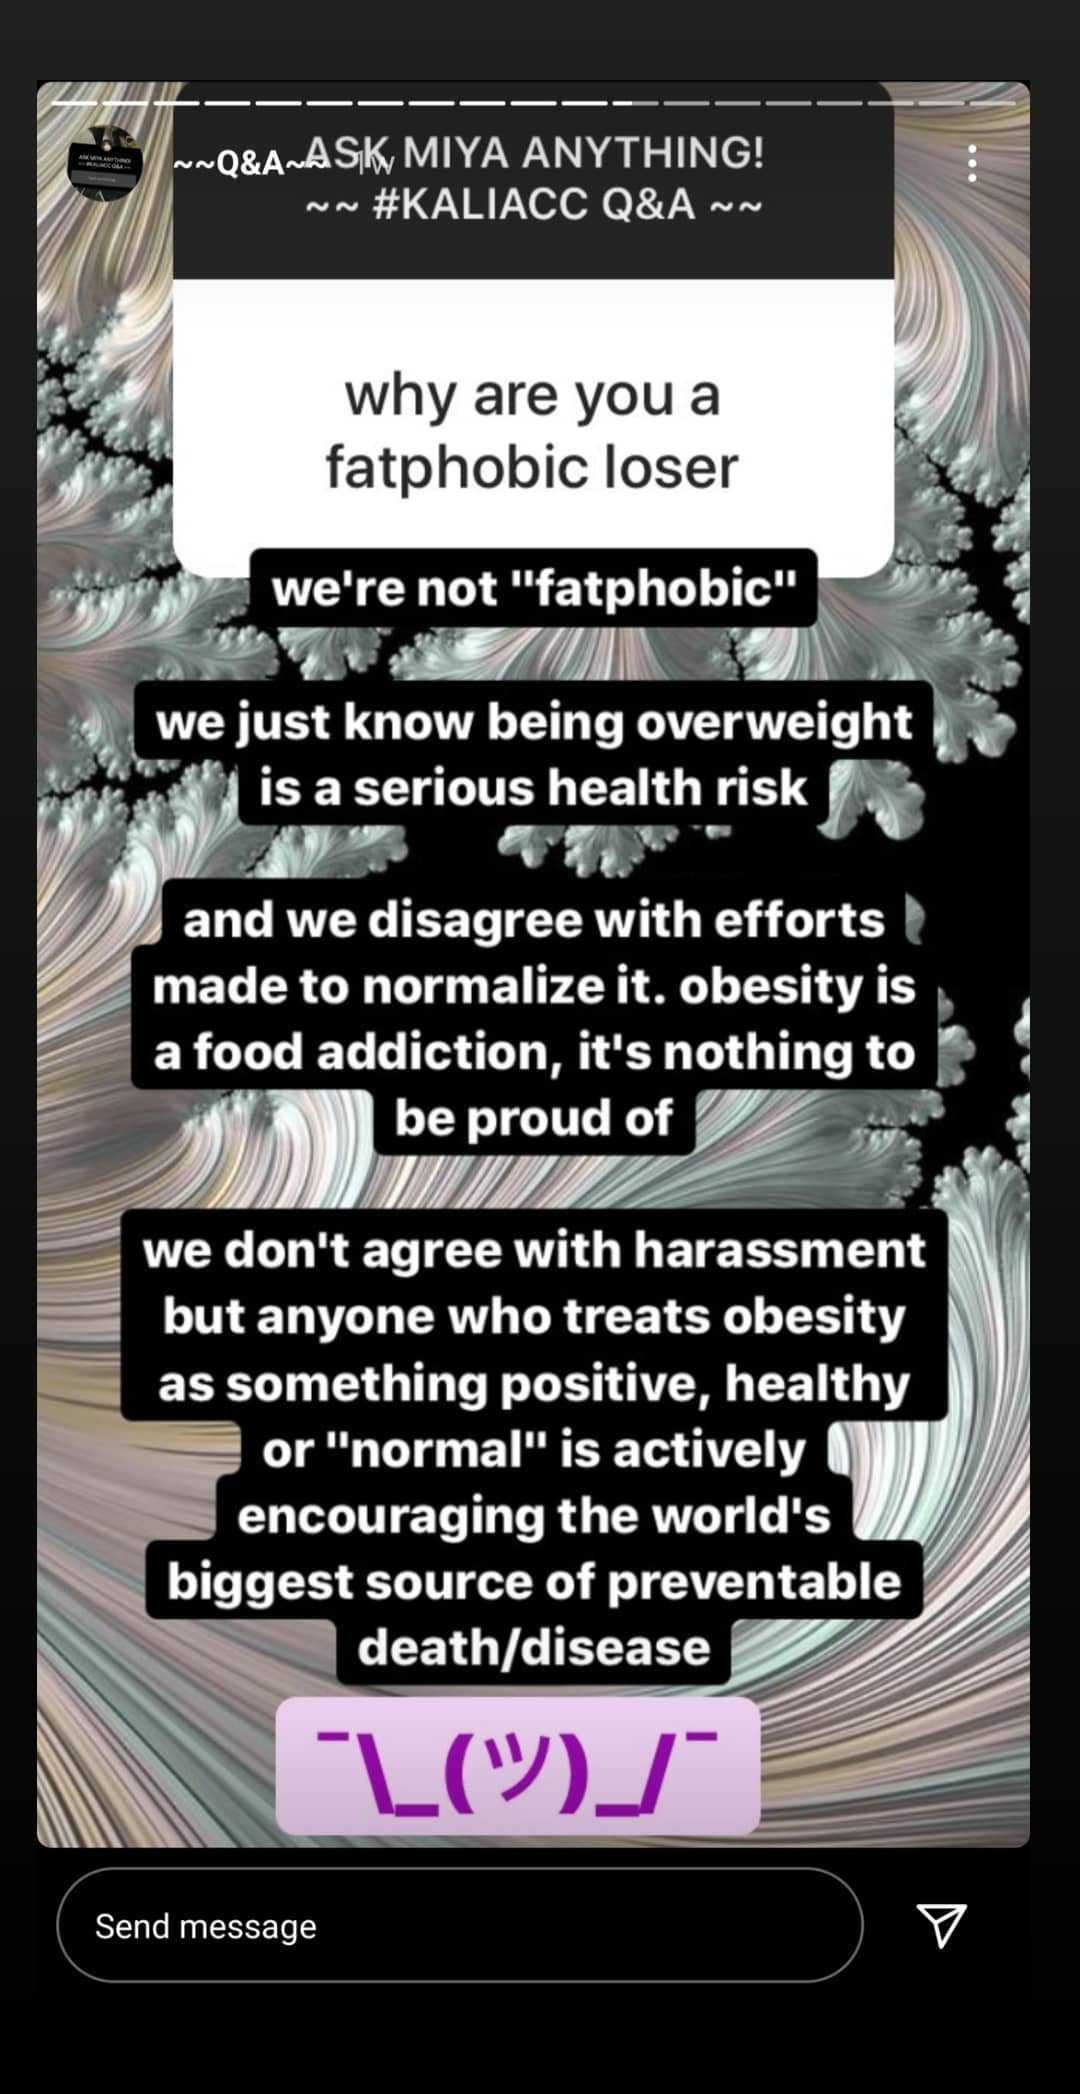 ASK MIYA ANYTHING!
~~Q&A~~ 1w
~~ #KALIACC Q&A ~~
why are you a
fatphobic loser
we're not "fatphobic"
we just know being overweight
is a serious health risk
and we disagree with efforts
made to normalize it. obesity is
a food addiction, it's nothing to
be proud of
we don't agree with harassment
but anyone who treats obesity
as something positive, healthy
or "normal" is actively
encouraging the world's
biggest source of preventable
death/disease
¯\_(ツ)_/¯
Send message